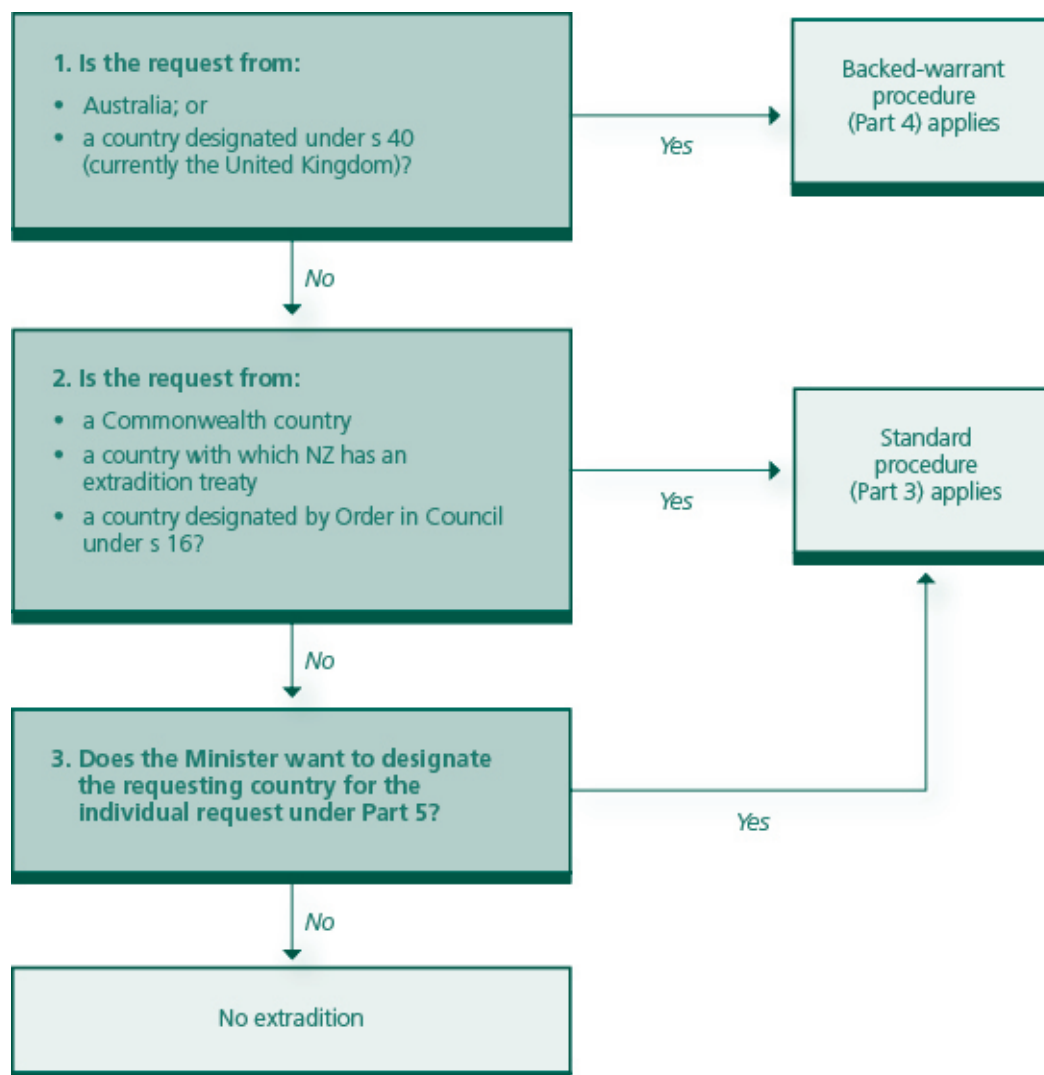 1. Is the request from:
• Australia; or
• a country designated under s 40
(currently the United Kingdom)?
Yes
Backed-warrant
procedure
(Part 4) applies
No
2. Is the request from:
• a Commonwealth country
• a country with which NZ has an
extradition treaty
• a country designated by Order in Council
under s 16?
Yes
Standard
procedure
(Part 3) applies
No
3. Does the Minister want to designate
the requesting country for the
individual request under Part 5?
Yes
No
No extradition